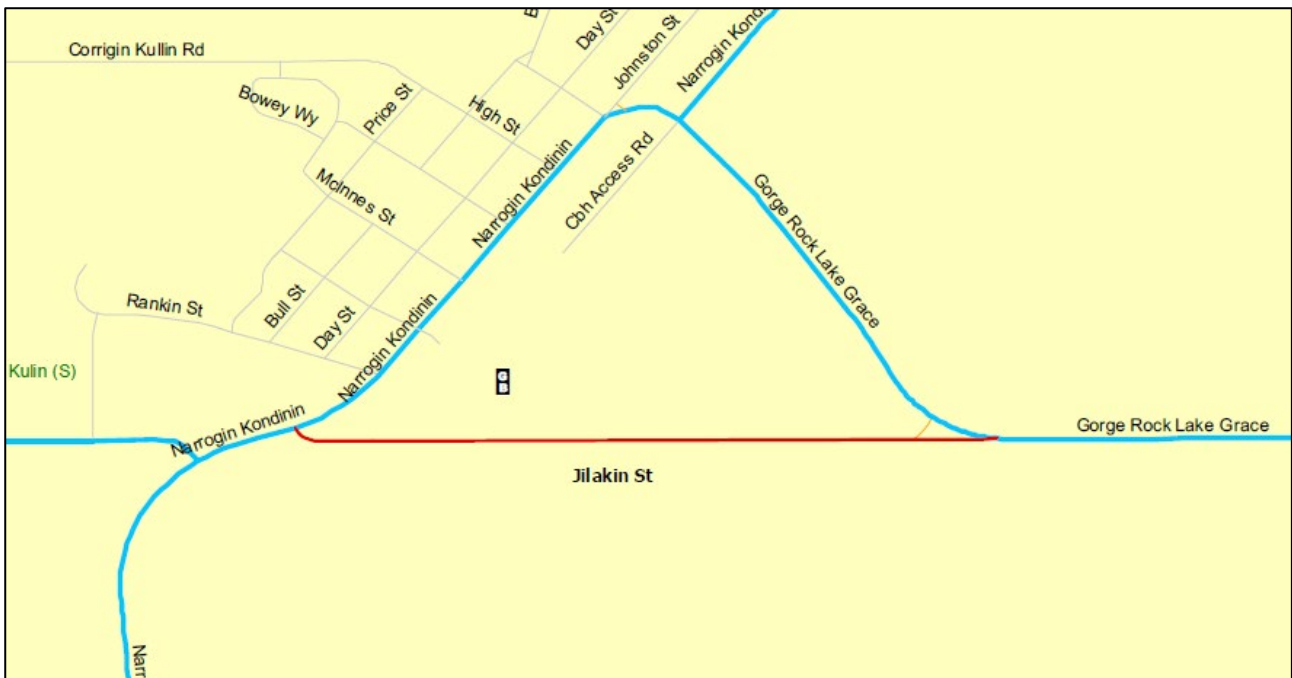 Day St
Johnston St
Narrogin Kondi
Corrigin Kullin Rd
Bowey Wy
Price St
High St
Narrogin Kondinin
Cbh Access Rd
McInnes St
Gorge Rock Lake Grace
Rankin St
Bull St
Day St
Narrogin Kondinin
Kulin (S)
Narrogin Kondinin
Gorge Rock Lake Grace
Jilakin St
Narr